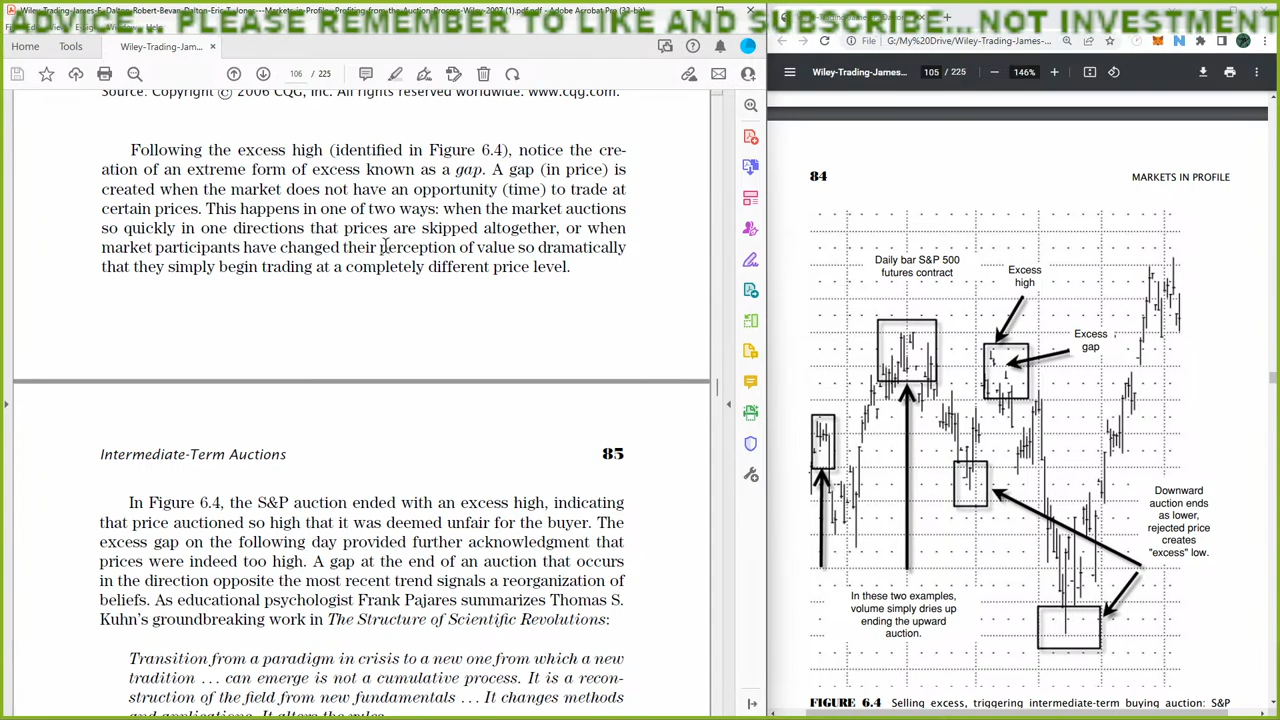 PLEASE REMEMBER TO LIKE AND
NOT INVESTMENT
Home
Tools
Wiley-Trading-Jam...
106 / 225
File
G:/My%20Drive/Wiley-Trading-James-...
Wiley-Trading-James...
105 / 225
146%
Source: Copyright © 2006 CQG, Inc. All rights reserved worldwide. www.cqg.com.
Following the excess high (identified in Figure 6.4), notice the cre-
ation of an extreme form of excess known as a gap. A gap (in price) is
created when the market does not have an opportunity (time) to trade at
certain prices. This happens in one of two ways: when the market auctions
so quickly in one directions that prices are skipped altogether, or when
market participants have changed their perception of value so dramatically
that they simply begin trading at a completely different price level.
Intermediate-Term Auctions
85
In Figure 6.4, the S&P auction ended with an excess high, indicating
that price auctioned so high that it was deemed unfair for the buyer. The
excess gap on the following day provided further acknowledgment that
prices were indeed too high. A gap at the end of an auction that occurs
in the direction opposite the most recent trend signals a reorganization of
beliefs. As educational psychologist Frank Pajares summarizes Thomas S.
Kuhn's groundbreaking work in The Structure of Scientific Revolutions:
Transition from a paradigm in crisis to a new one from which a new
tradition ... can emerge is not a cumulative process. It is a recon-
struction of the field from new fundamentals ... It changes methods
and applications. It alters the rules.
84
MARKETS IN PROFILE
Daily bar S&P 500
futures contract
Excess
high
Excess
gap
Downward
auction ends
as lower,
rejected price
creates
"excess" low.
In these two examples,
volume simply dries up
ending the upward
auction.
FIGURE 6.4 Selling excess, triggering intermediate-term buying auction: S&P